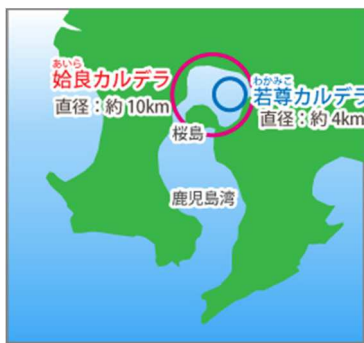 あいら
姶良カルデラ
直径：約10km
わかみこ
若尊カルデラ
直径：約4km
桜島
鹿児島湾